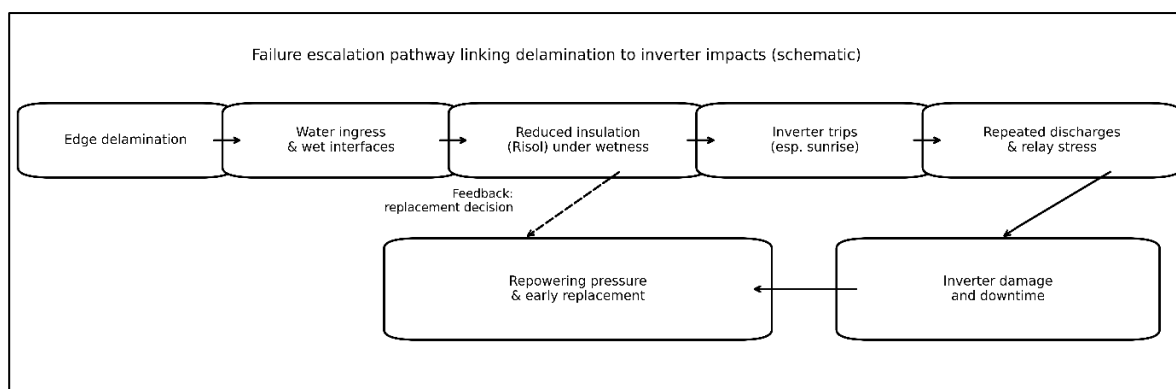 Failure escalation pathway linking delamination to inverter impacts (schematic)
Edge delamination
Water ingress
& wet interfaces
Reduced insulation
(Risol) under wetness
Inverter trips
(esp. sunrise)
Repeated discharges
& relay stress
Feedback:
replacement decision
Repowering pressure
& early replacement
Inverter damage
and downtime